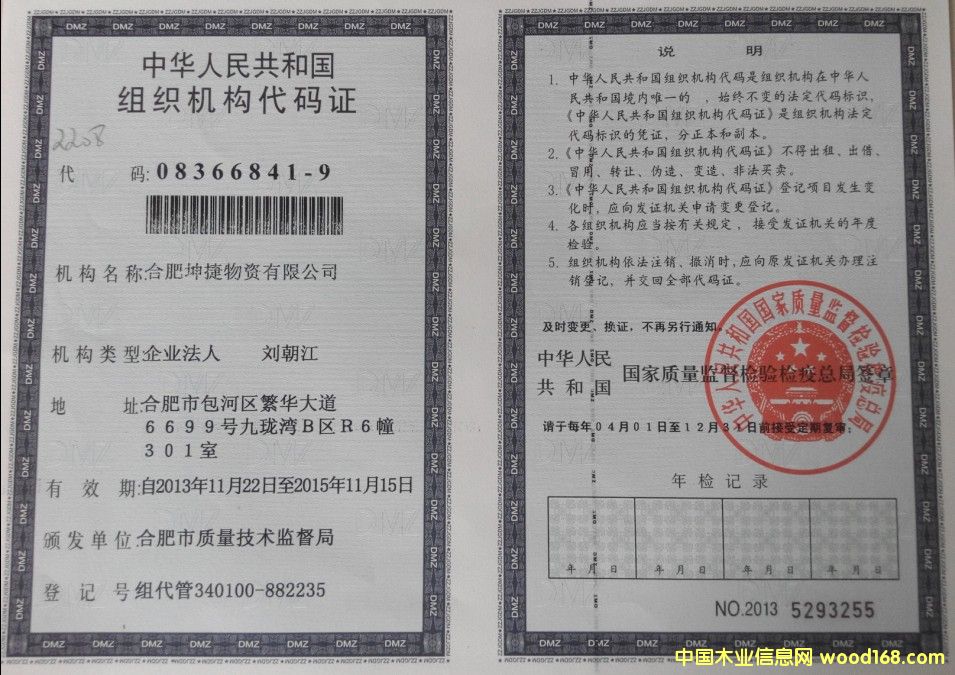 中华人民共和国
组织机构代码证
2258
代 码:08366841-9
机构名称:合肥坤捷物资有限公司
机构类型:企业法人 刘朝江
地 址:合肥市包河区繁华大道
6699号九珑湾B区R6幢
301室
有 效 期:自2013年11月22日至2015年11月15日
颁发单位:合肥市质量技术监督局
登 记 号 组代管340100-882235
说 明
1. 中华人民共和国组织机构代码是组织机构在中华人
民共和国境内唯一的 ，始终不变的法定代码标识，
《中华人民共和国组织机构代码证》是组织机构法定
代码标识的凭证，分正本和副本。
2.《中华人民共和国组织机构代码证》不得出租、出借、
冒用、转让、伪造、变造、非法买卖。
3.《中华人民共和国组织机构代码证》登记项目发生变
化时，应向发证机关申请变更登记。
4. 各组织机构应当按有关规定，接受发证机关的年度
检验。
5. 组织机构依法注销、撤消时,应向原发证机关办理注
销登记，并交回全部代码证。
及时变更、换证，不再另行通知。
中华人民
共 和 国 国家质量监督检验检疫总局签章
中华人民共和国国家质量监督检验检疫总局
请于每年04月01日至12月31日前接受定期复审。
年检记录
年 月 日 年 月 日 年 月 日 年 月 日
NO.2013 5293255
中国木业信息网 wood168.com